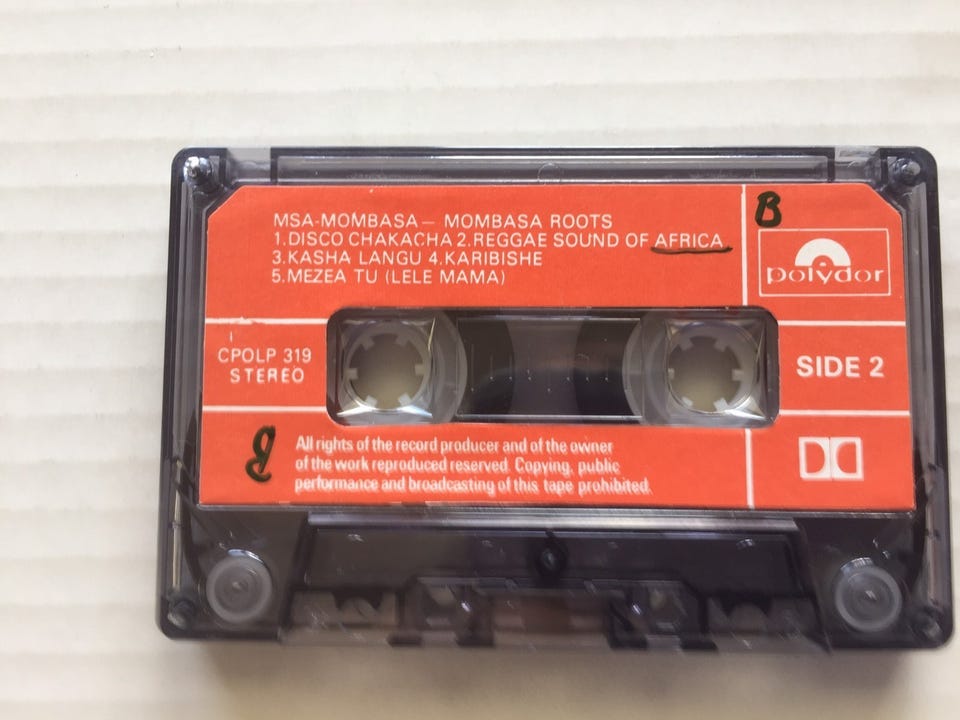 MSA-MOMBASA — MOMBASA ROOTS
1.DISCO CHAKACHA 2.REGGAE SOUND OF AFRICA
3.KASHA LANGU 4.KARIBISHE
5.MEZEA TU (LELE MAMA)
B
polydor
CPOLP 319
STEREO
SIDE 2
All rights of the record producer and of the owner
of the work reproduced reserved. Copying, public
performance and broadcasting of this tape prohibited.